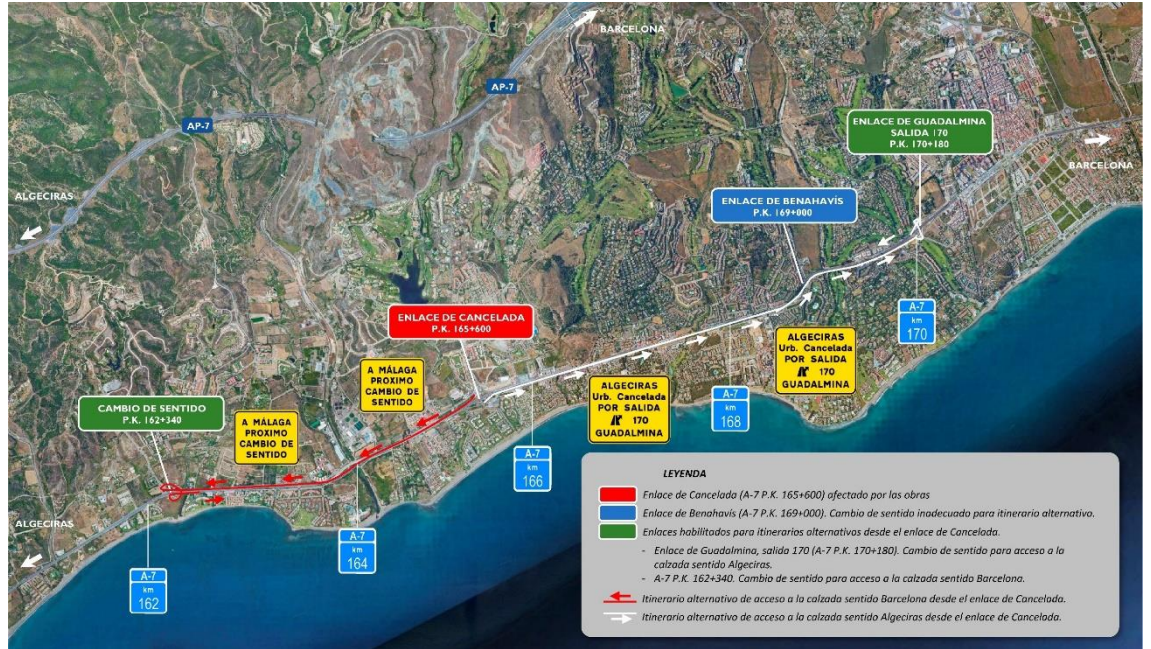 BARCELONA
AP-7
AP-7
ALGECIRAS
ENLACE DE GUADALMINA
SALIDA 170
P.K. 170+180
BARCELONA
ENLACE DE BENAHAVÍS
P.K. 169+000
ENLACE DE CANCELADA
P.K. 165+600
A-7
km
170
ALGECIRAS
Urb. Cancelada
POR SALIDA
170
GUADALMINA
A MÁLAGA
PROXIMO
CAMBIO DE
SENTIDO
ALGECIRAS
Urb. Cancelada
POR SALIDA
170
GUADALMINA
A-7
km
168
CAMBIO DE SENTIDO
P.K. 162+340
A MÁLAGA
PROXIMO
CAMBIO DE
SENTIDO
A-7
km
166
ALGECIRAS
A-7
km
164
A-7
km
162
LEYENDA
Enlace de Cancelada (A-7 P.K. 165+600) afectado por las obras
Enlace de Benahavís (A-7 P.K. 169+000). Cambio de sentido inadecuado para itinerario alternativo.
Enlaces habilitados para itinerarios alternativas desde el enlace de Cancelada.
- Enlace de Guadalmina, salida 170 (A-7 P.K. 170+180). Cambio de sentido para acceso a la
calzada sentido Algeciras.
- A-7 P.K. 162+340. Cambio de sentido para acceso a la calzada sentido Barcelona.
Itinerario alternativo de acceso a la calzada sentido Barcelona desde el enlace de Cancelada.
Itinerario alternativo de acceso a la calzada sentido Algeciras desde el enlace de Cancelada.